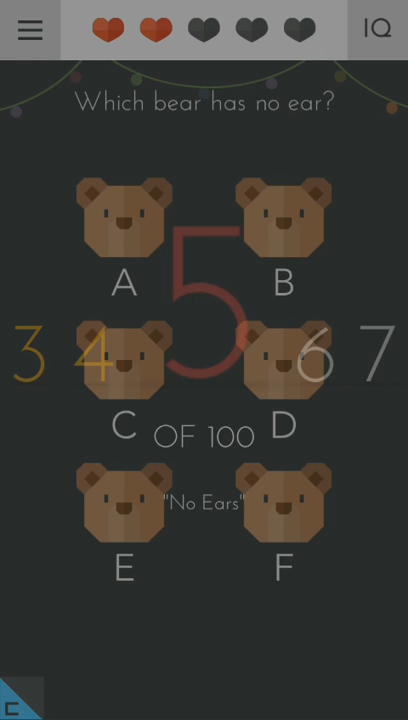 IQ
Which bear has no ear?
A B
3 4 5 6 7
C D
OF 100
"No Ears"
E F